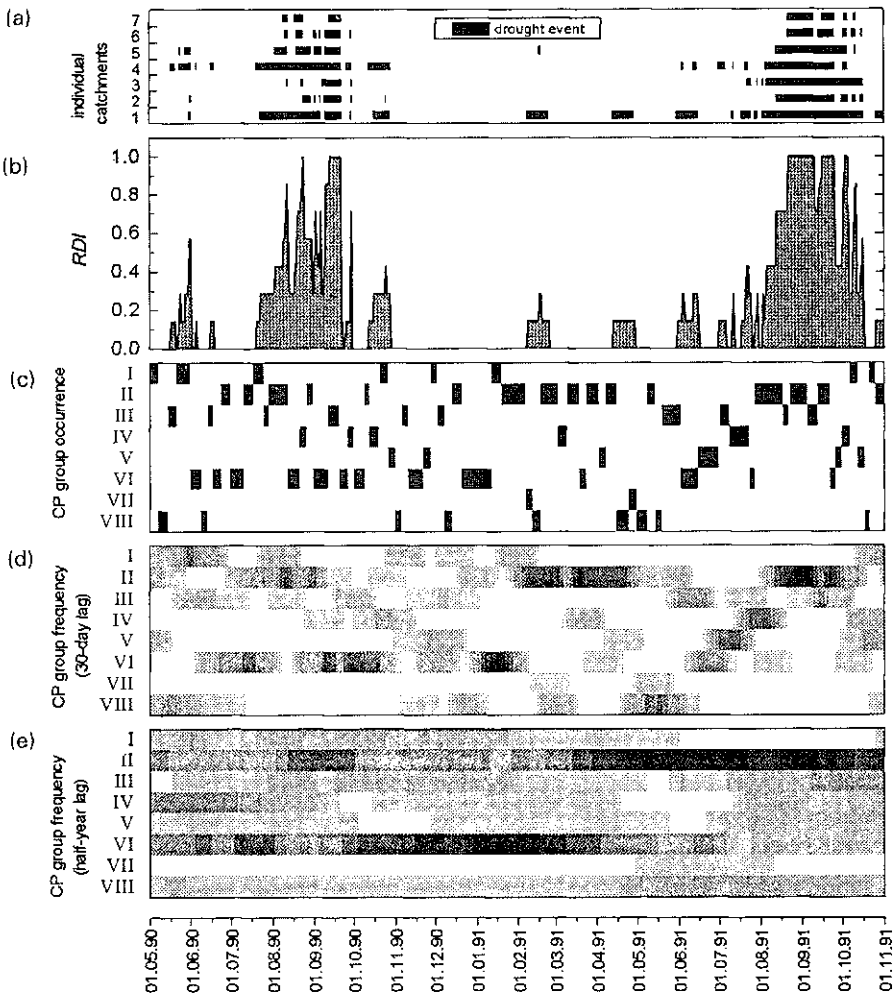 (a)
individual
catchments
7
6
5
4
3
2
1
drought event
(b)
RDI
1.0
0.8
0.6
0.4
0.2
0.0
(c)
CP group occurrence
I
II
III
IV
V
VI
VII
VIII
(d)
CP group frequency
(30-day lag)
I
II
III
IV
V
VI
VII
VIII
(e)
CP group frequency
(half-year lag)
I
II
III
IV
V
VI
VII
VIII
01.05.90
01.06.90
01.07.90
01.08.90
01.09.90
01.10.90
01.11.90
01.12.90
01.01.91
01.02.91
01.03.91
01.04.91
01.05.91
01.06.91
01.07.91
01.08.91
01.09.91
01.10.91
01.11.91